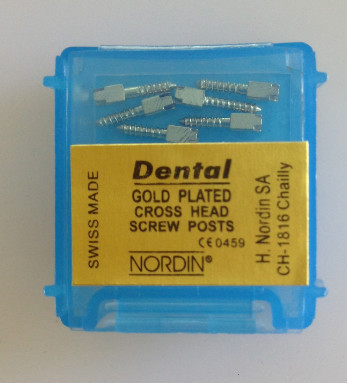 SWISS MADE
Dental
GOLD PLATED
CROSS HEAD
SCREW POSTS
CE 0459
NORDIN®
H. Nordin SA
CH-1816 Chailly